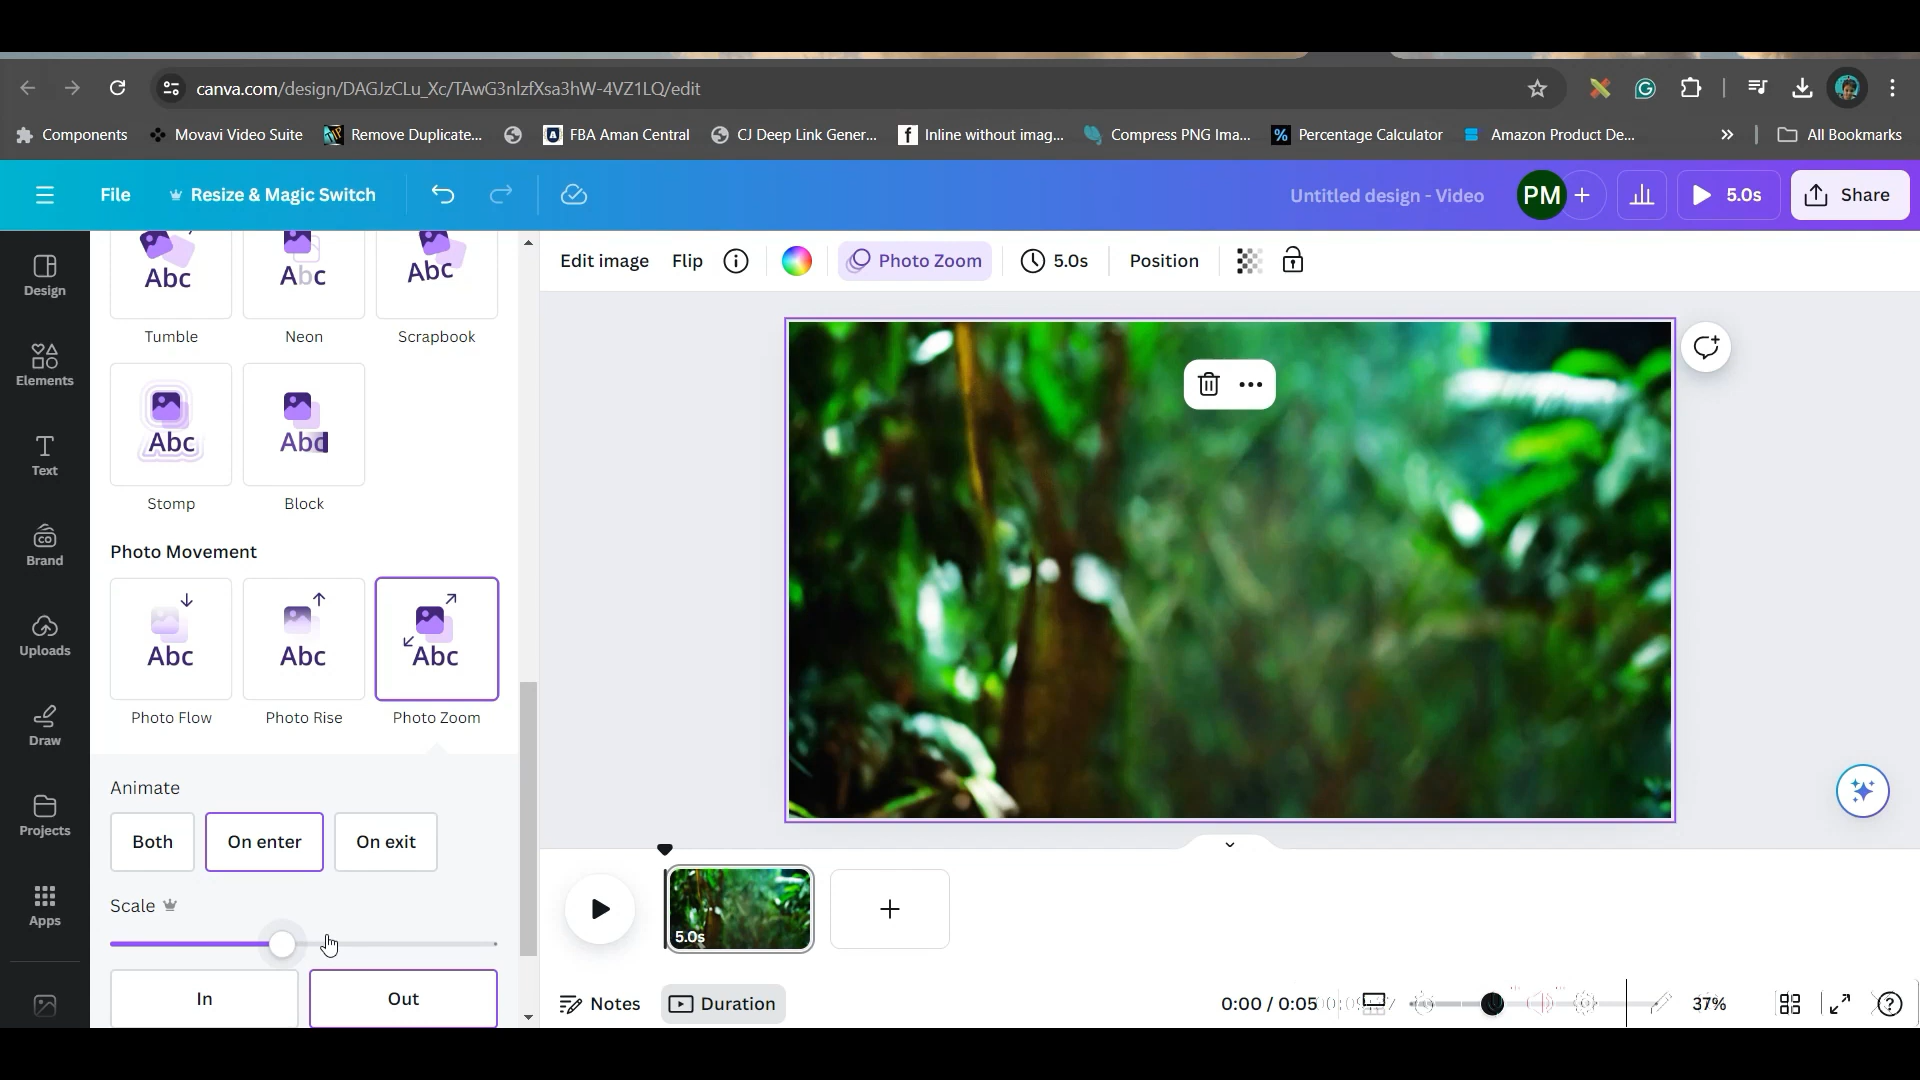 canva.com/design/DAGJzCLu_Xc/TAwG3nlzfXsa3hW-4VZ1LQ/edit
Components Movavi Video Suite Remove Duplicate... FBA Aman Central CJ Deep Link Gener... Inline without imag... Compress PNG Ima... Percentage Calculator Amazon Product De... All Bookmarks
File Resize & Magic Switch Untitled design - Video PM 5.0s Share
Design
Elements
Text
Brand
Uploads
Draw
Projects
Apps
Abc Abc Abc
Tumble Neon Scrapbook
Abc Abc
Stomp Block
Photo Movement
Abc Abc Abc
Photo Flow Photo Rise Photo Zoom
Animate
Both On enter On exit
Scale
In Out
Edit image Flip Photo Zoom 5.0s Position
5.0s
Notes Duration 0:00 / 0:05 37%